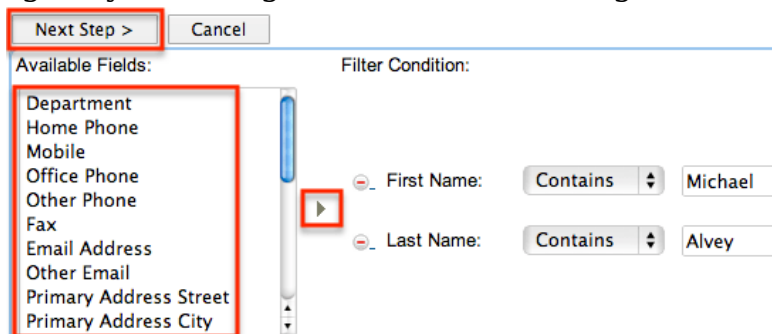 Next Step > Cancel
Available Fields: Filter Condition:
Department
Home Phone
Mobile
Office Phone
Other Phone
Fax
Email Address
Other Email
Primary Address Street
Primary Address City
First Name: Contains Michael
Last Name: Contains Alvey